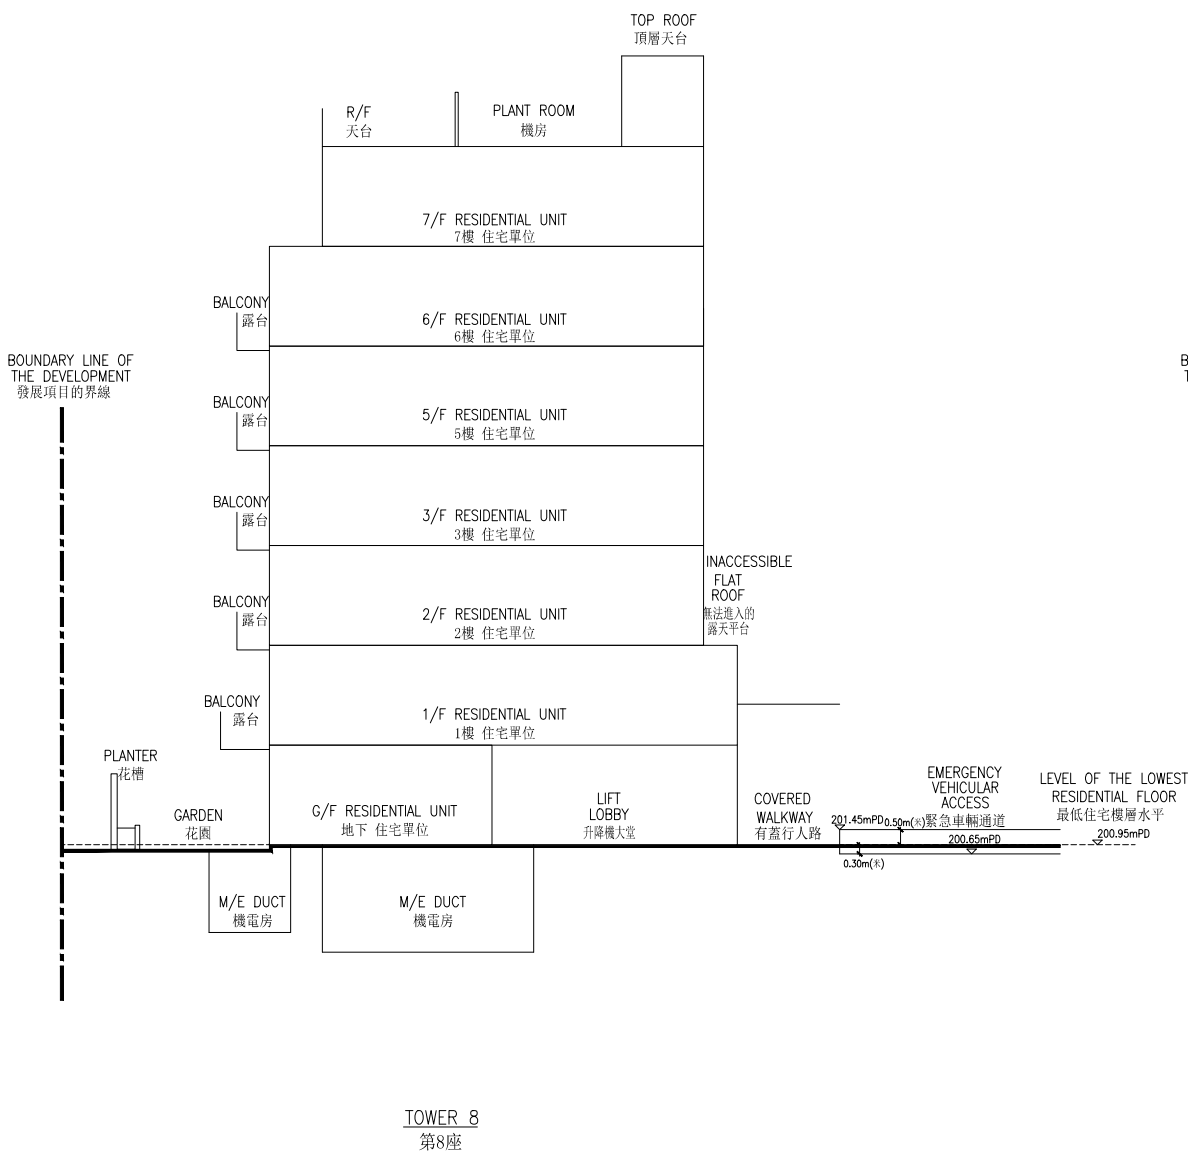 TOP ROOF
頂層天台
R/F
天台
PLANT ROOM
機房
7/F RESIDENTIAL UNIT
7樓 住宅單位
BALCONY
露台
6/F RESIDENTIAL UNIT
6樓 住宅單位
BOUNDARY LINE OF
THE DEVELOPMENT
發展項目的界線
BALCONY
露台
5/F RESIDENTIAL UNIT
5樓 住宅單位
BALCONY
露台
3/F RESIDENTIAL UNIT
3樓 住宅單位
INACCESSIBLE
FLAT
ROOF
無法進入的
露天平台
BALCONY
露台
2/F RESIDENTIAL UNIT
2樓 住宅單位
BALCONY
露台
1/F RESIDENTIAL UNIT
1樓 住宅單位
PLANTER
花槽
GARDEN
花園
G/F RESIDENTIAL UNIT
地下 住宅單位
LIFT
LOBBY
升降機大堂
COVERED
WALKWAY
有蓋行人路
EMERGENCY
VEHICULAR
ACCESS
緊急車輛通道
201.45mPD
0.50m(米)
200.65mPD
0.30m(米)
LEVEL OF THE LOWEST
RESIDENTIAL FLOOR
最低住宅樓層水平
200.95mPD
M/E DUCT
機電房
M/E DUCT
機電房
TOWER 8
第8座